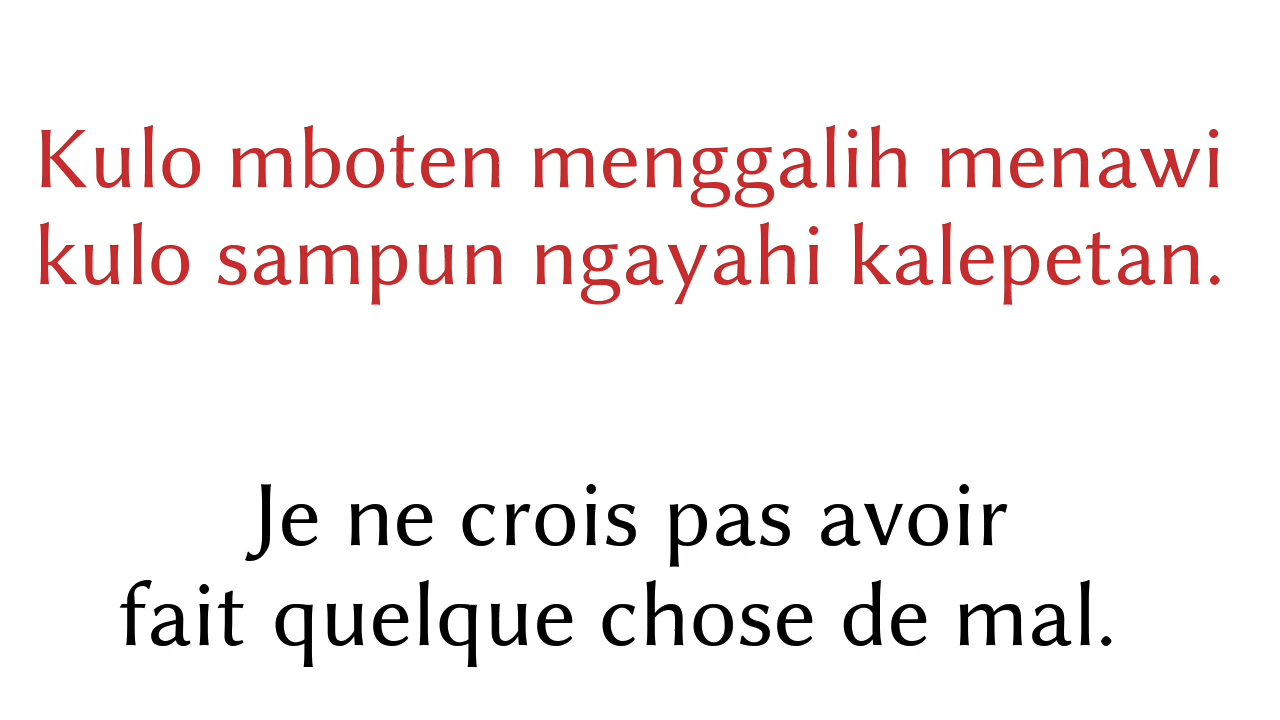 Kulo mboten menggalih menawi
kulo sampun ngayahi kalepetan.
Je ne crois pas avoir
fait quelque chose de mal.